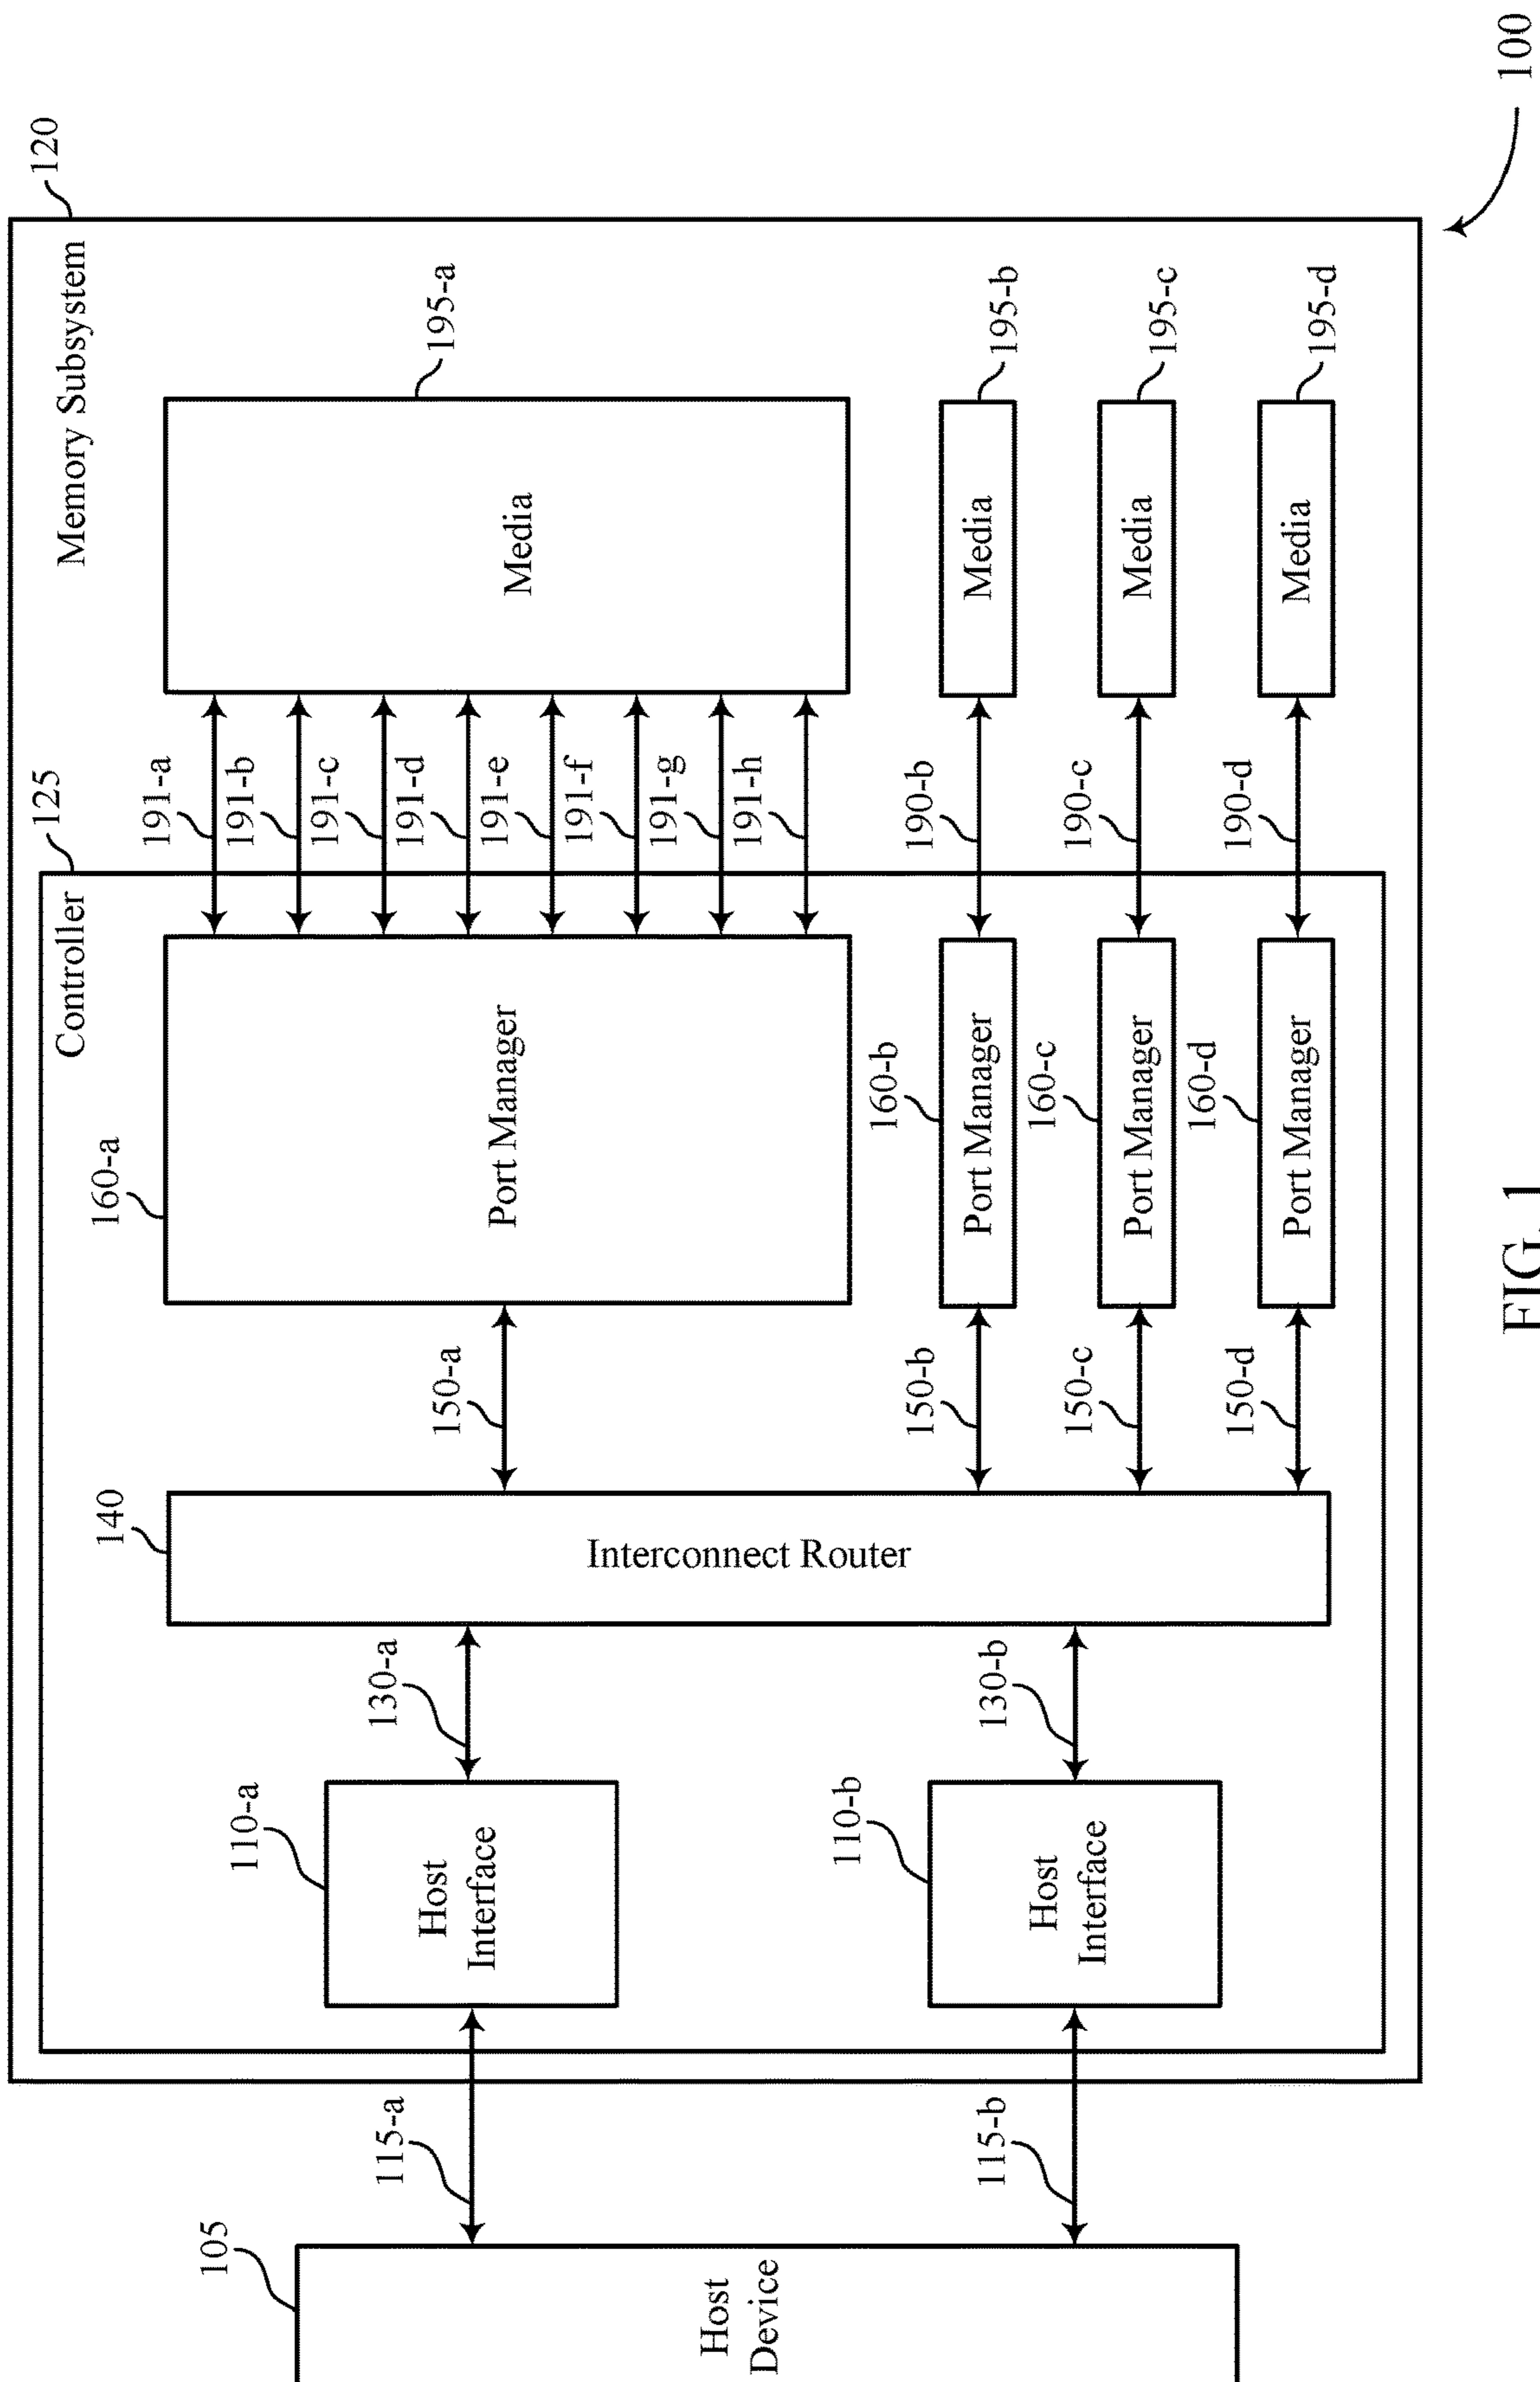 100
120
Memory Subsystem
125
Controller
105
Host
Device
115-a
115-b
110-a
Host
Interface
110-b
Host
Interface
130-a
130-b
140
Interconnect Router
150-a
150-b
150-c
150-d
160-a
Port Manager
160-b
Port Manager
160-c
Port Manager
160-d
Port Manager
191-a
191-b
191-c
191-d
191-e
191-f
191-g
191-h
190-b
190-c
190-d
195-a
Media
195-b
Media
195-c
Media
195-d
Media
FIG. 1